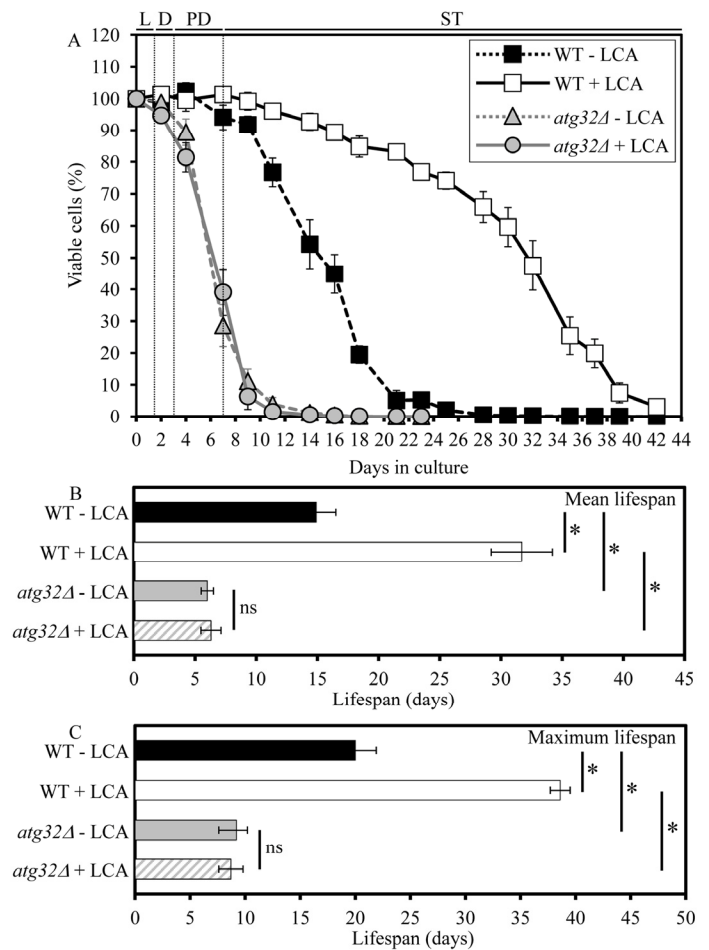 L D PD ST
A
120
110
100
90
80
70
60
50
40
30
20
10
0
Viable cells (%)
WT - LCA
WT + LCA
atg32Δ - LCA
atg32Δ + LCA
0 2 4 6 8 10 12 14 16 18 20 22 24 26 28 30 32 34 36 38 40 42 44
Days in culture
B
Mean lifespan
WT - LCA
*
WT + LCA
*
atg32Δ - LCA
*
ns
atg32Δ + LCA
0 5 10 15 20 25 30 35 40 45
Lifespan (days)
C
Maximum lifespan
WT - LCA
*
WT + LCA
*
atg32Δ - LCA
*
ns
atg32Δ + LCA
0 5 10 15 20 25 30 35 40 45 50
Lifespan (days)